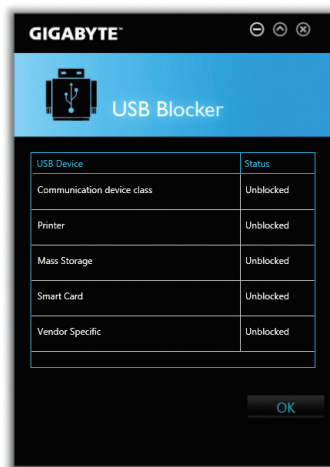 GIGABYTE™
USB Blocker
USB Device Status
Communication device class Unblocked
Printer Unblocked
Mass Storage Unblocked
Smart Card Unblocked
Vendor Specific Unblocked
OK